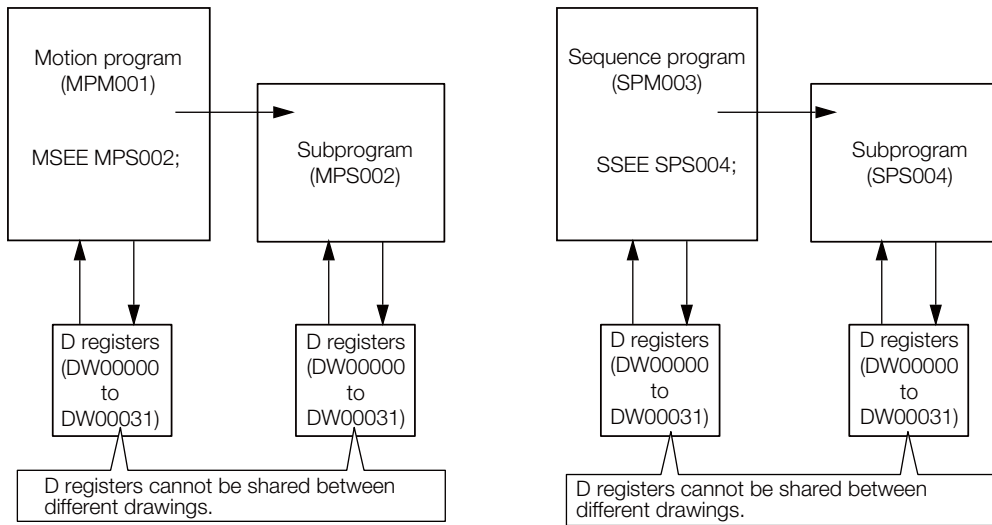 Motion program
(MPM001)
MSEE MPS002;
Subprogram
(MPS002)
D registers
(DW00000
to
DW00031)
D registers
(DW00000
to
DW00031)
D registers cannot be shared between
different drawings.
Sequence program
(SPM003)
SSEE SPS004;
Subprogram
(SPS004)
D registers
(DW00000
to
DW00031)
D registers
(DW00000
to
DW00031)
D registers cannot be shared between
different drawings.